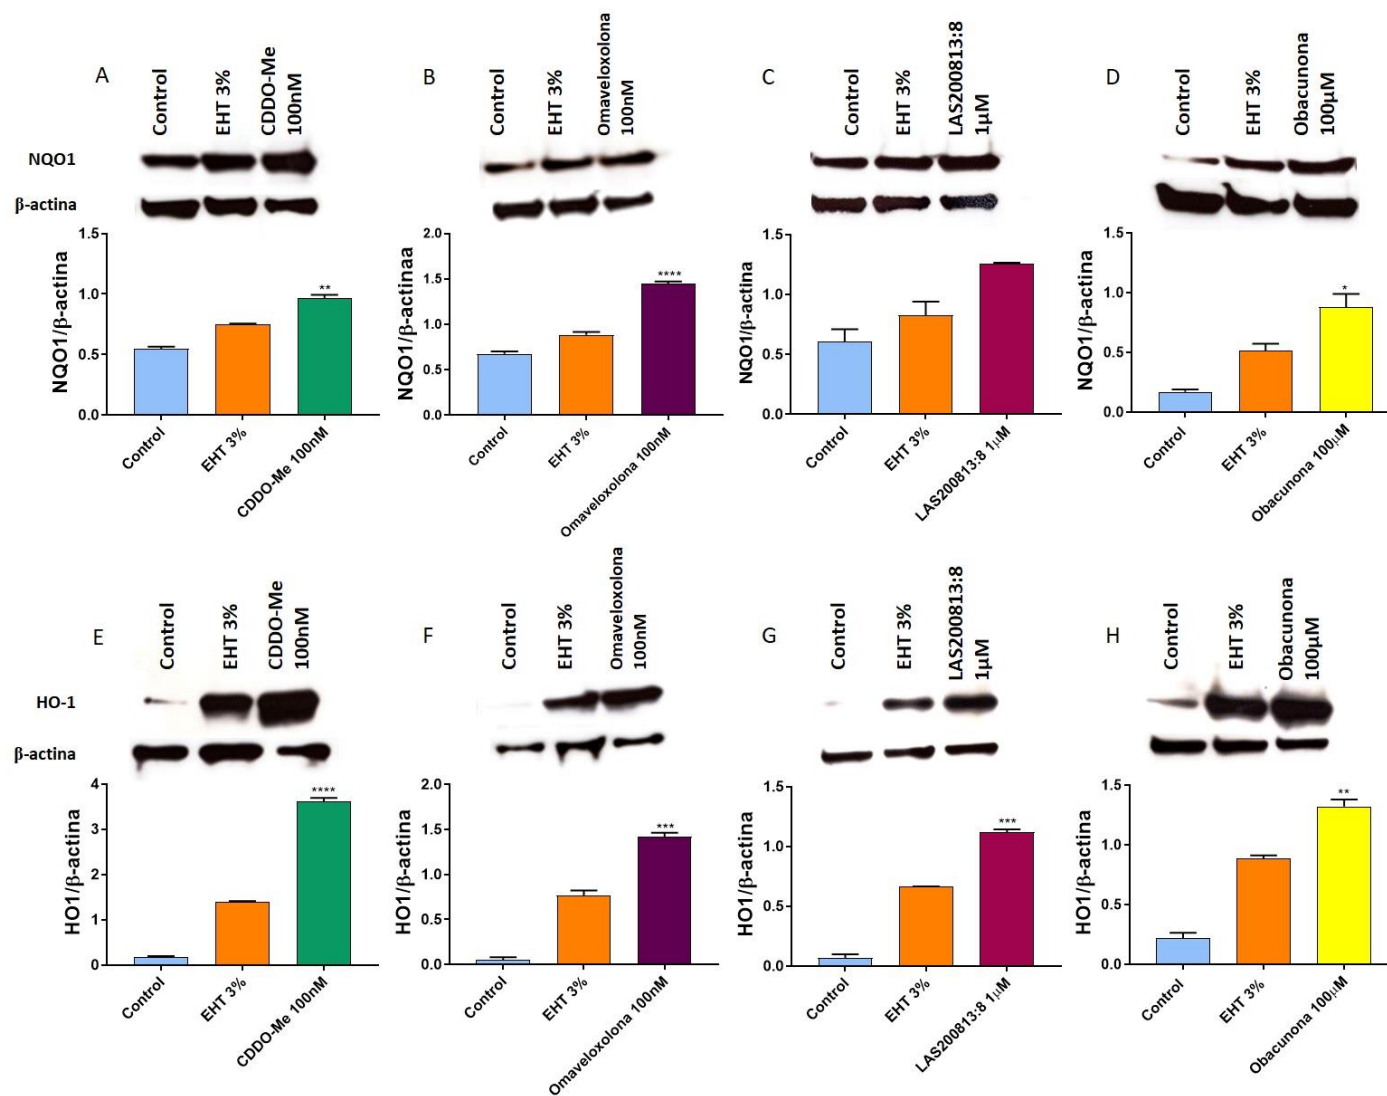 A
Control
EHT 3%
CDDO-Me
100nM
B
Control
EHT 3%
Omaveloxolona
100nM
C
Control
EHT 3%
LAS200813:8
1µM
D
Control
EHT 3%
Obacunona
100µM
NQO1
β-actina
NQO1/β-actina
1.5
1.0
0.5
0.0
**
Control
EHT 3%
CDDO-Me 100nM
NQO1/β-actinaa
2.0
1.5
1.0
0.5
0.0
****
Control
EHT 3%
Omaveloxolona 100nM
NQO1/β-actina
1.5
1.0
0.5
0.0
Control
EHT 3%
LAS200813:8 1µM
NQO1/β-actina
1.5
1.0
0.5
0.0
*
Control
EHT 3%
Obacunona 100µM
E
Control
EHT 3%
CDDO-Me
100nM
F
Control
EHT 3%
Omaveloxolona
100nM
G
Control
EHT 3%
LAS200813:8
1µM
H
Control
EHT 3%
Obacunona
100µM
HO-1
β-actina
HO1/β-actina
4
3
2
1
0
****
Control
EHT 3%
CDDO-Me 100nM
HO1/β-actina
2.0
1.5
1.0
0.5
0.0
***
Control
EHT 3%
Omaveloxolona 100nM
HO1/β-actina
1.5
1.0
0.5
0.0
***
Control
EHT 3%
LAS200813:8 1µM
HO1/β-actina
1.5
1.0
0.5
0.0
**
Control
EHT 3%
Obacunona 100µM